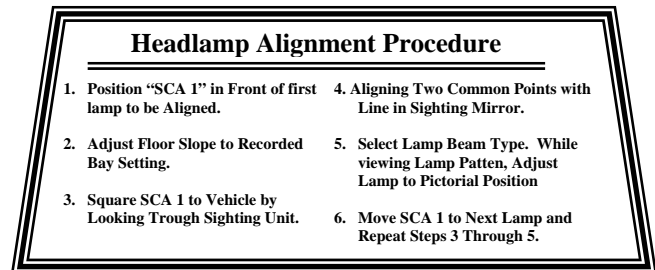 Headlamp Alignment Procedure
1. Position “SCA 1” in Front of first
lamp to be Aligned.
2. Adjust Floor Slope to Recorded
Bay Setting.
3. Square SCA 1 to Vehicle by
Looking Trough Sighting Unit.
4. Aligning Two Common Points with
Line in Sighting Mirror.
5. Select Lamp Beam Type. While
viewing Lamp Patten, Adjust
Lamp to Pictorial Position
6. Move SCA 1 to Next Lamp and
Repeat Steps 3 Through 5.